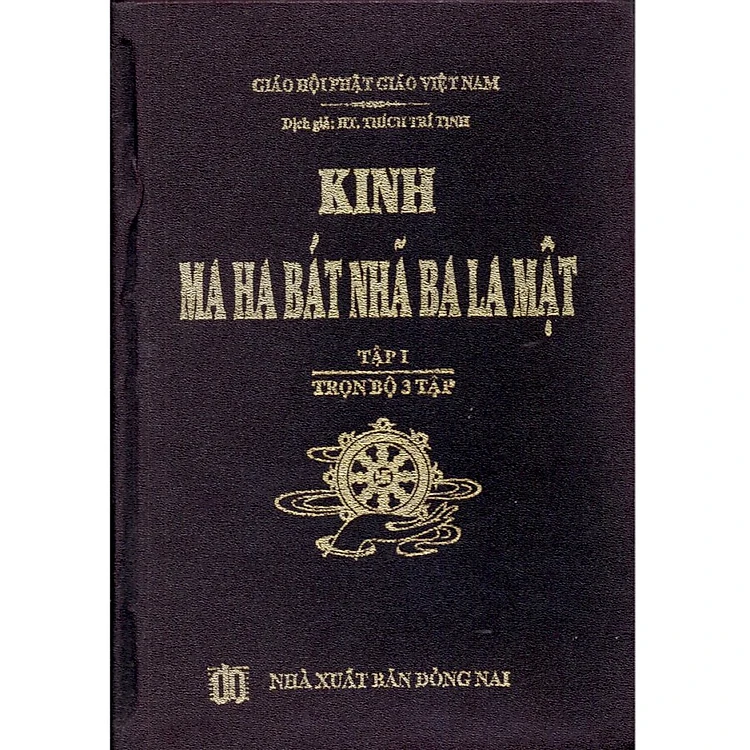 GIÁO HỘI PHẬT GIÁO VIỆT NAM
Dịch giả: HT. THÍCH TRÍ TỊNH
KINH
MA HA BÁT NHÃ BA LA MẬT
TẬP I
TRỌN BỘ 3 TẬP
NHÀ XUẤT BẢN ĐỒNG NAI